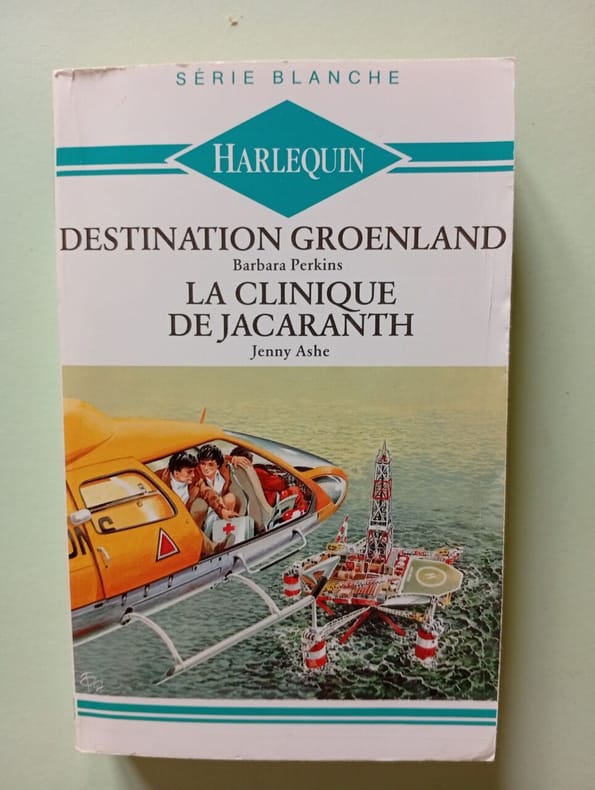 SÉRIE BLANCHE
HARLEQUIN
DESTINATION GROENLAND
Barbara Perkins
LA CLINIQUE
DE JACARANTH
Jenny Ashe